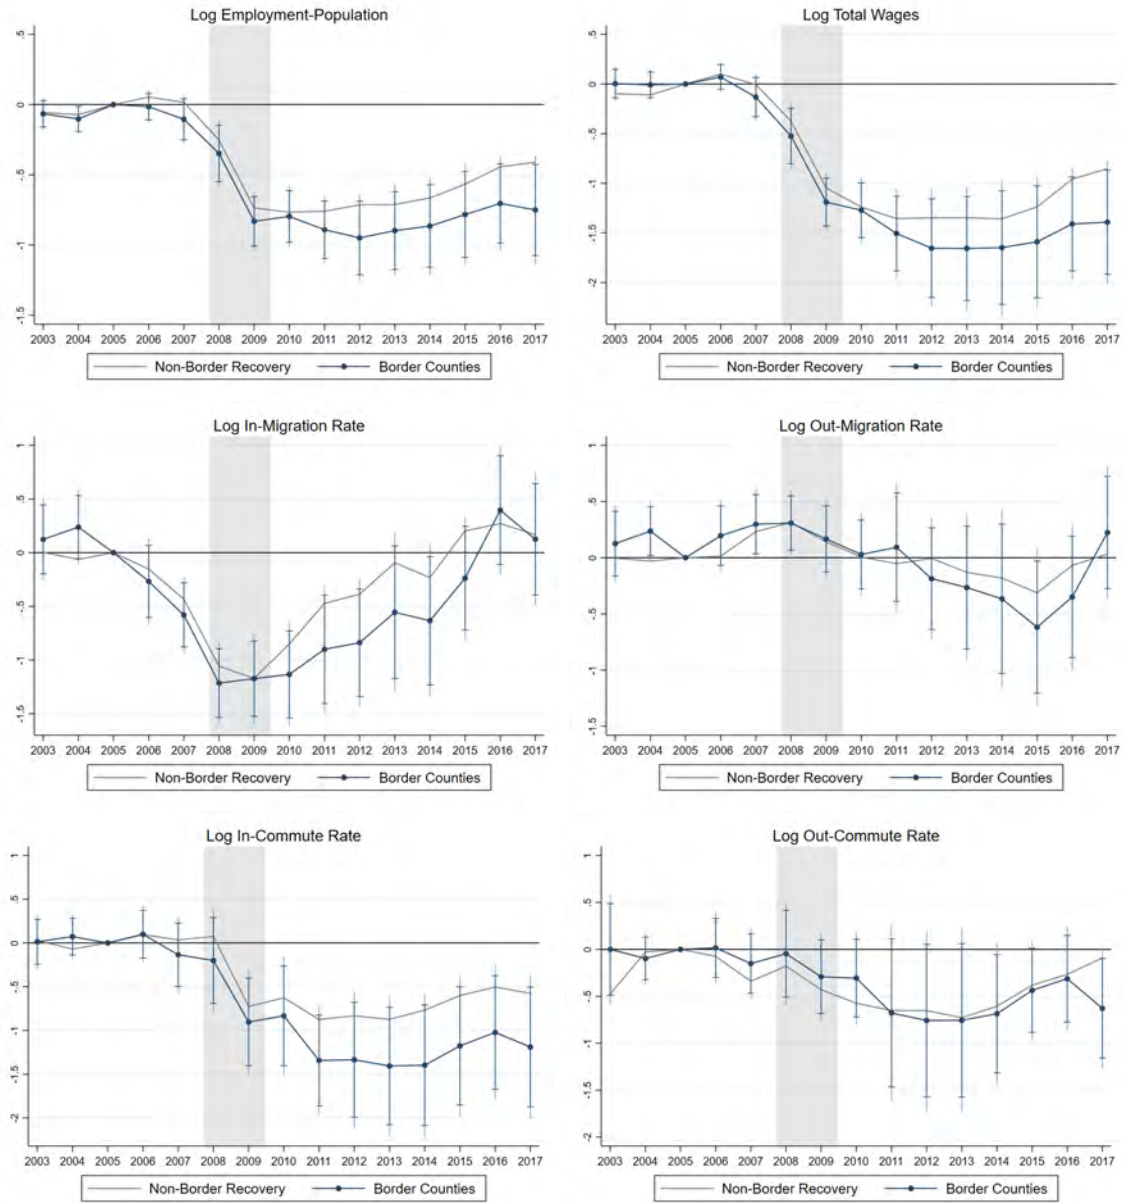 Log Employment-Population
.5
0
-.5
-1
-1.5
2003 2004 2005 2006 2007 2008 2009 2010 2011 2012 2013 2014 2015 2016 2017
Non-Border Recovery Border Counties
Log Total Wages
.5
0
-.5
-1
-1.5
-2
2003 2004 2005 2006 2007 2008 2009 2010 2011 2012 2013 2014 2015 2016 2017
Non-Border Recovery Border Counties
Log In-Migration Rate
1
.5
0
-.5
-1
-1.5
2003 2004 2005 2006 2007 2008 2009 2010 2011 2012 2013 2014 2015 2016 2017
Non-Border Recovery Border Counties
Log Out-Migration Rate
1
.5
0
-.5
-1
-1.5
2003 2004 2005 2006 2007 2008 2009 2010 2011 2012 2013 2014 2015 2016 2017
Non-Border Recovery Border Counties
Log In-Commute Rate
1
.5
0
-.5
-1
-1.5
-2
2003 2004 2005 2006 2007 2008 2009 2010 2011 2012 2013 2014 2015 2016 2017
Non-Border Recovery Border Counties
Log Out-Commute Rate
1
.5
0
-.5
-1
-1.5
-2
2003 2004 2005 2006 2007 2008 2009 2010 2011 2012 2013 2014 2015 2016 2017
Non-Border Recovery Border Counties